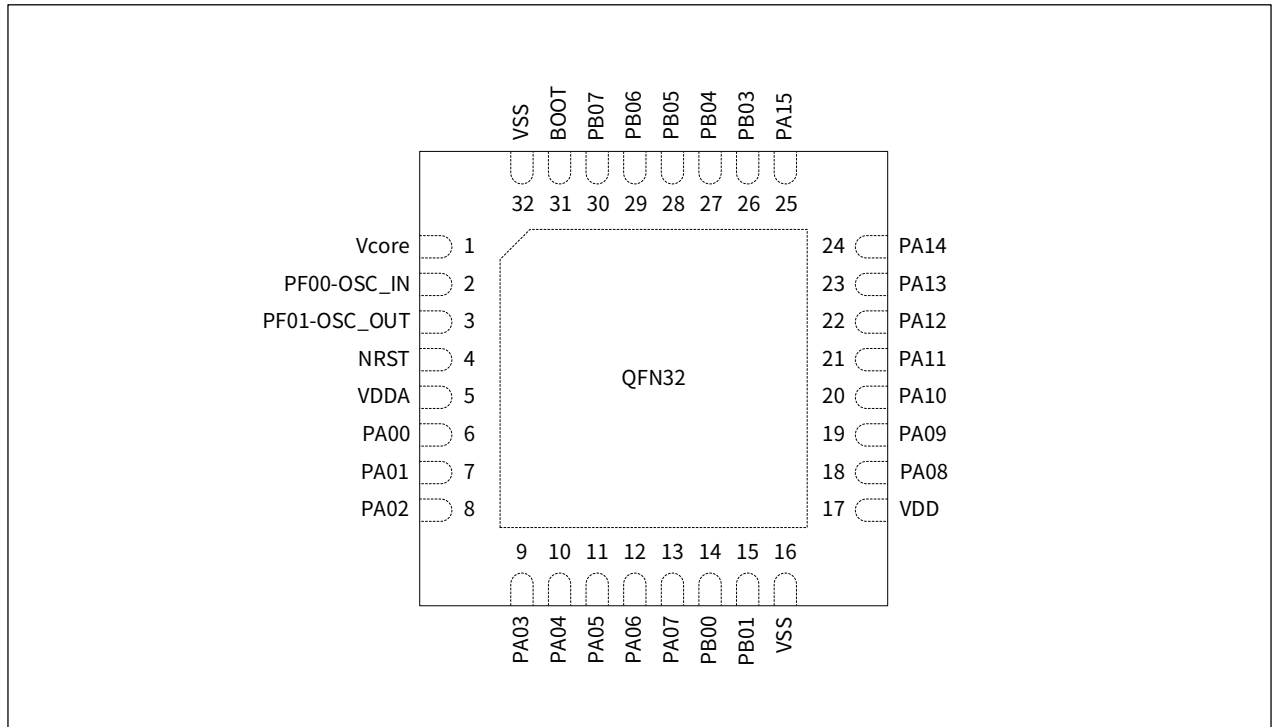 VSS BOOT PB07 PB06 PB05 PB04 PB03 PA15
32 31 30 29 28 27 26 25
Vcore 1 24 PA14
PF00-OSC_IN 2 23 PA13
PF01-OSC_OUT 3 22 PA12
NRST 4 21 PA11
QFN32
VDDA 5 20 PA10
PA00 6 19 PA09
PA01 7 18 PA08
PA02 8 17 VDD
9 10 11 12 13 14 15 16
PA03 PA04 PA05 PA06 PA07 PB00 PB01 VSS